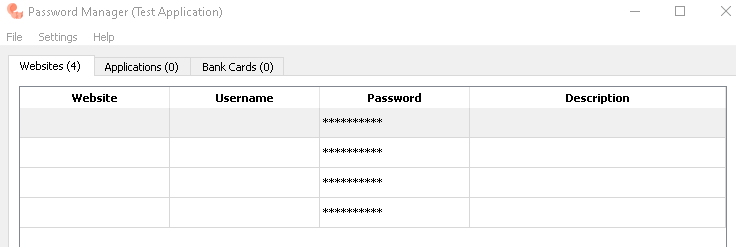 Password Manager (Test Application)
File Settings Help
Websites (4) Applications (0) Bank Cards (0)
Website Username Password Description
**********
**********
**********
**********